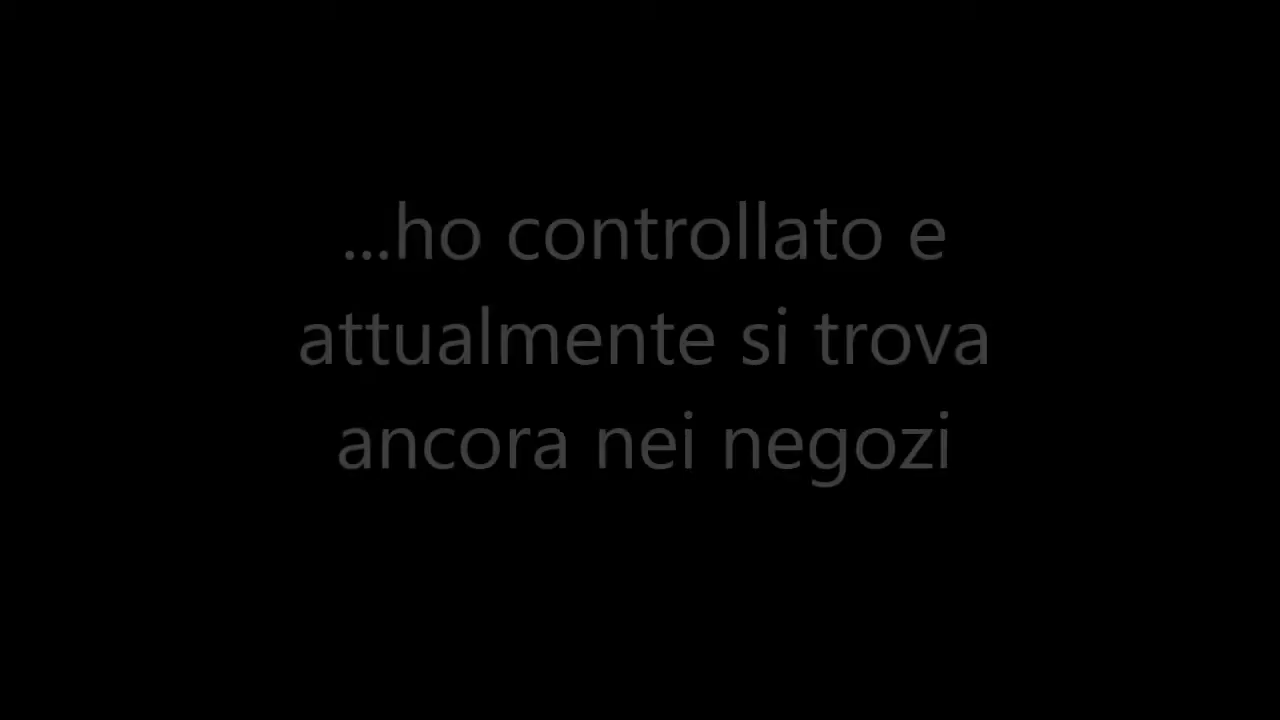 ...ho controllato e
attualmente si trova
ancora nei negozi